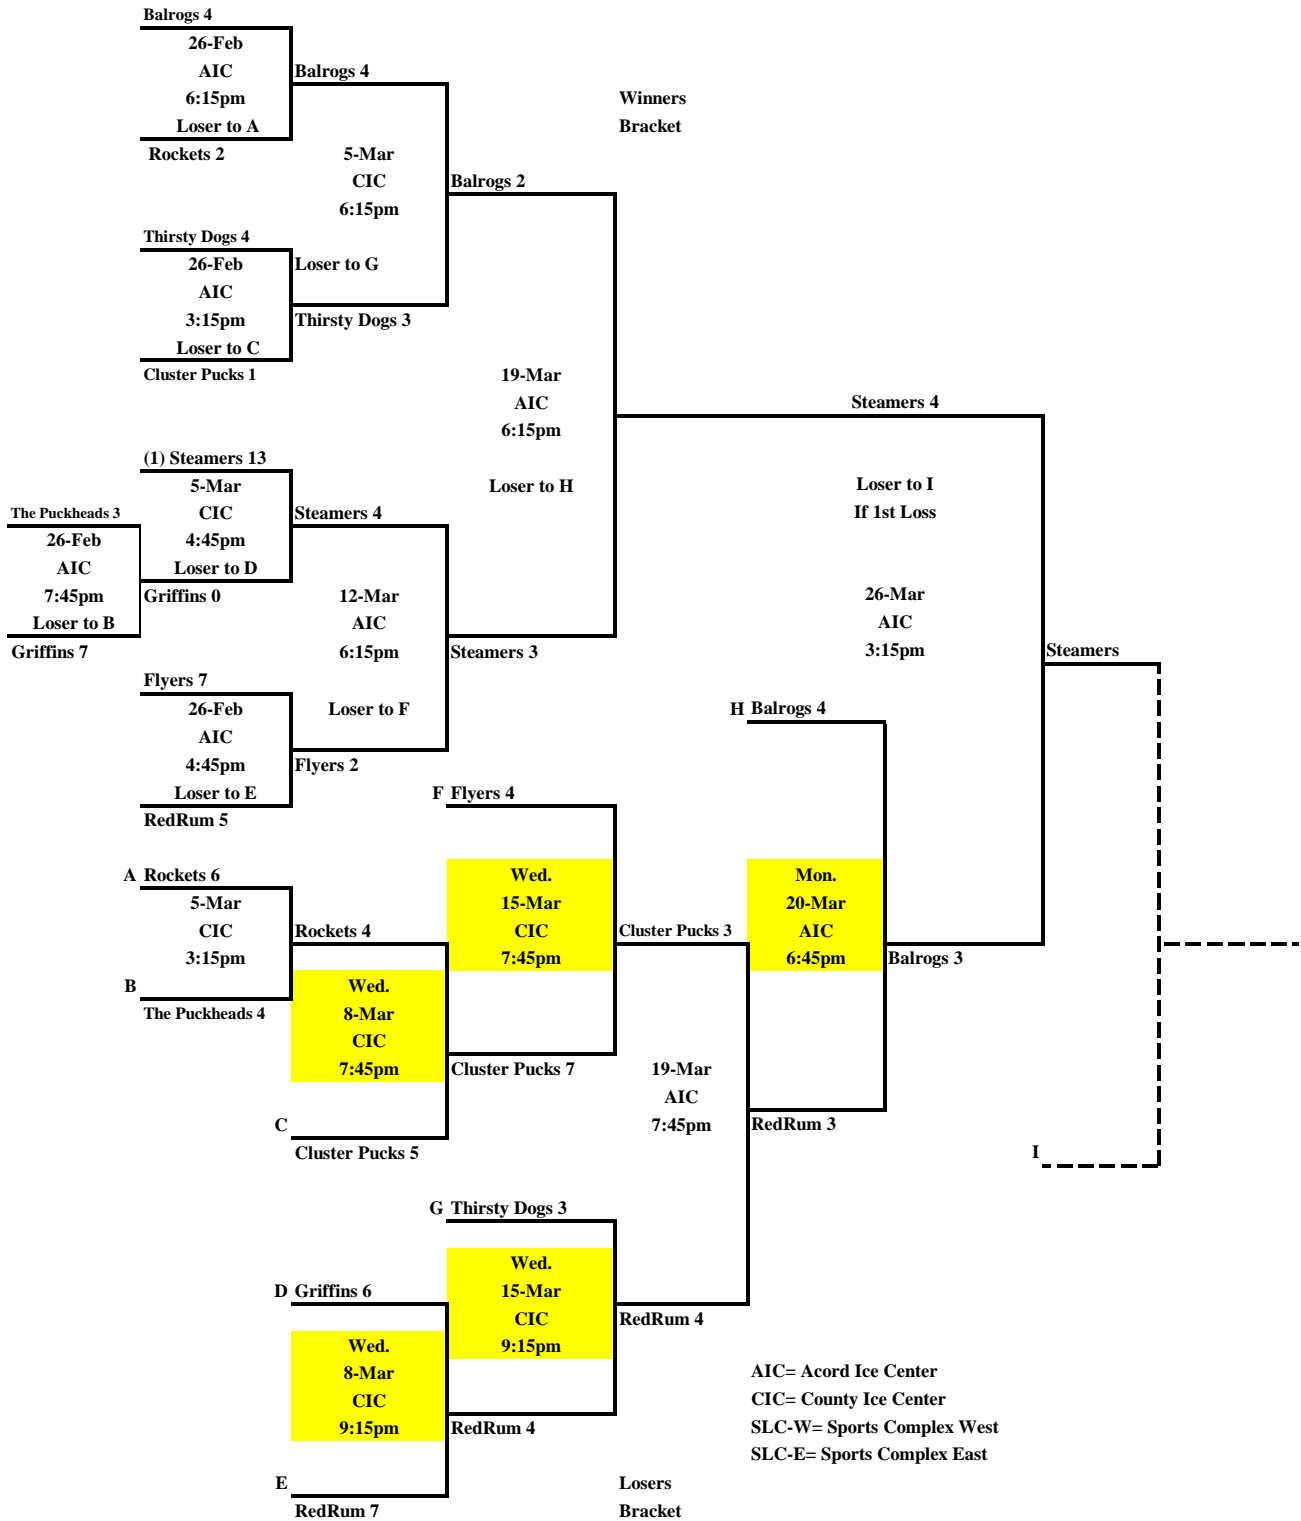 Balrogs 4
26-Feb
AIC
6:15pm
Loser to A
Rockets 2
Balrogs 4
5-Mar
CIC
6:15pm
Loser to G
Thirsty Dogs 4
26-Feb
AIC
3:15pm
Loser to C
Cluster Pucks 1
Thirsty Dogs 3
Winners
Bracket
Balrogs 2
19-Mar
AIC
6:15pm
Loser to H
(1) Steamers 13
5-Mar
CIC
4:45pm
Loser to D
Griffins 0
The Puckheads 3
26-Feb
AIC
7:45pm
Loser to B
Griffins 7
Steamers 4
12-Mar
AIC
6:15pm
Loser to F
Steamers 3
Flyers 7
26-Feb
AIC
4:45pm
Loser to E
RedRum 5
Flyers 2
Steamers 4
Loser to I
If 1st Loss
26-Mar
AIC
3:15pm
Steamers
H Balrogs 4
F Flyers 4
A Rockets 6
5-Mar
CIC
3:15pm
B
The Puckheads 4
Rockets 4
Wed.
8-Mar
CIC
7:45pm
C
Cluster Pucks 5
Wed.
15-Mar
CIC
7:45pm
Cluster Pucks 7
Cluster Pucks 3
19-Mar
AIC
7:45pm
Mon.
20-Mar
AIC
6:45pm
Balrogs 3
RedRum 3
I
G Thirsty Dogs 3
Wed.
15-Mar
CIC
9:15pm
D Griffins 6
Wed.
8-Mar
CIC
9:15pm
E
RedRum 7
RedRum 4
RedRum 4
AIC= Acord Ice Center
CIC= County Ice Center
SLC-W= Sports Complex West
SLC-E= Sports Complex East
Losers
Bracket